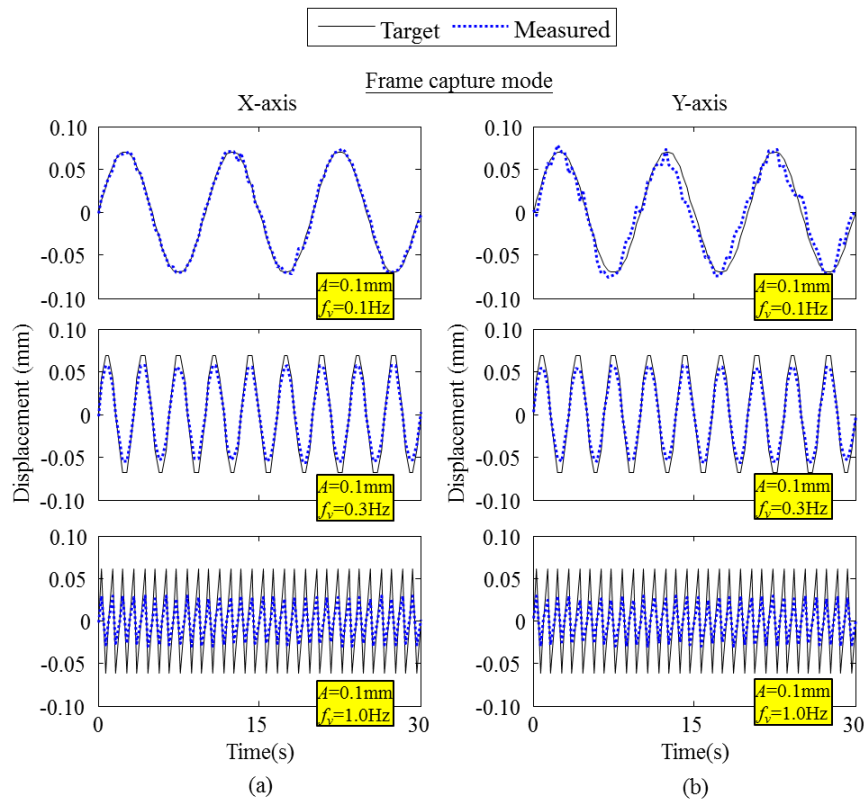 Target Measured
Frame capture mode
X-axis Y-axis
0.10 0.10
0.05 0.05
0 0
-0.05 -0.05
-0.10 -0.10
A=0.1mm A=0.1mm
fv=0.1Hz fv=0.1Hz
Displacement (mm) Displacement (mm)
0.10 0.10
0.05 0.05
0 0
-0.05 -0.05
-0.10 -0.10
A=0.1mm A=0.1mm
fv=0.3Hz fv=0.3Hz
0.10 0.10
0.05 0.05
0 0
-0.05 -0.05
-0.10 -0.10
A=0.1mm A=0.1mm
fv=1.0Hz fv=1.0Hz
0 15 30 0 15 30
Time(s) Time(s)
(a) (b)